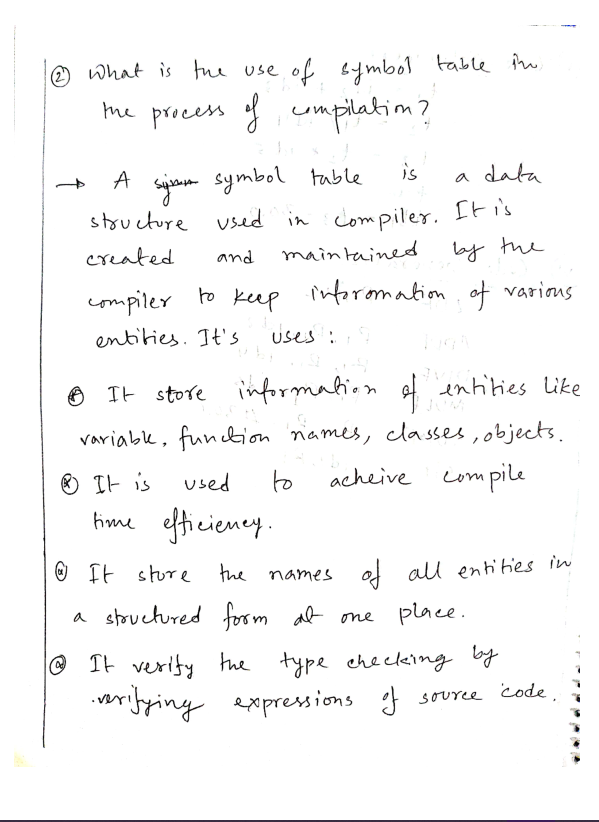 ② What is the use of symbol table in
the process of compilation?
→ A symbol table is a data
structure used in compiler. It is
created and maintained by the
compiler to keep inforomation of various
entities. It's uses :
It store information of entities like
variable, function names, classes, objects.
It is used to acheive compile
time efficiency.
It store the names of all entities in
a structured form at one place.
It verify the type checking by
verifying expressions of source code.